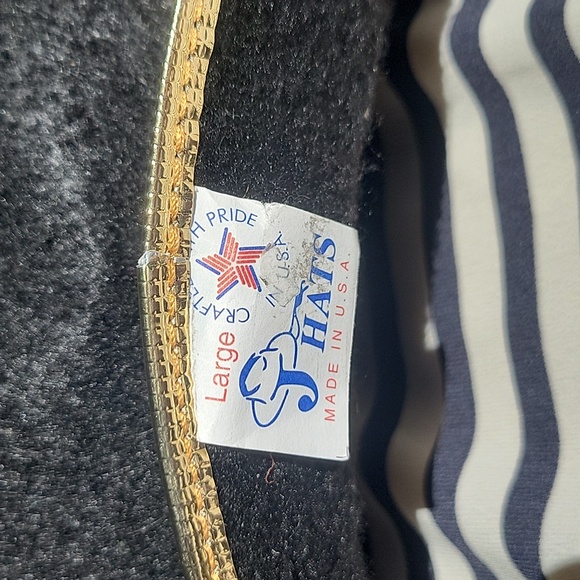 CRAFTED WITH PRIDE IN U.S.A
Large
J HATS
MADE IN U.S.A